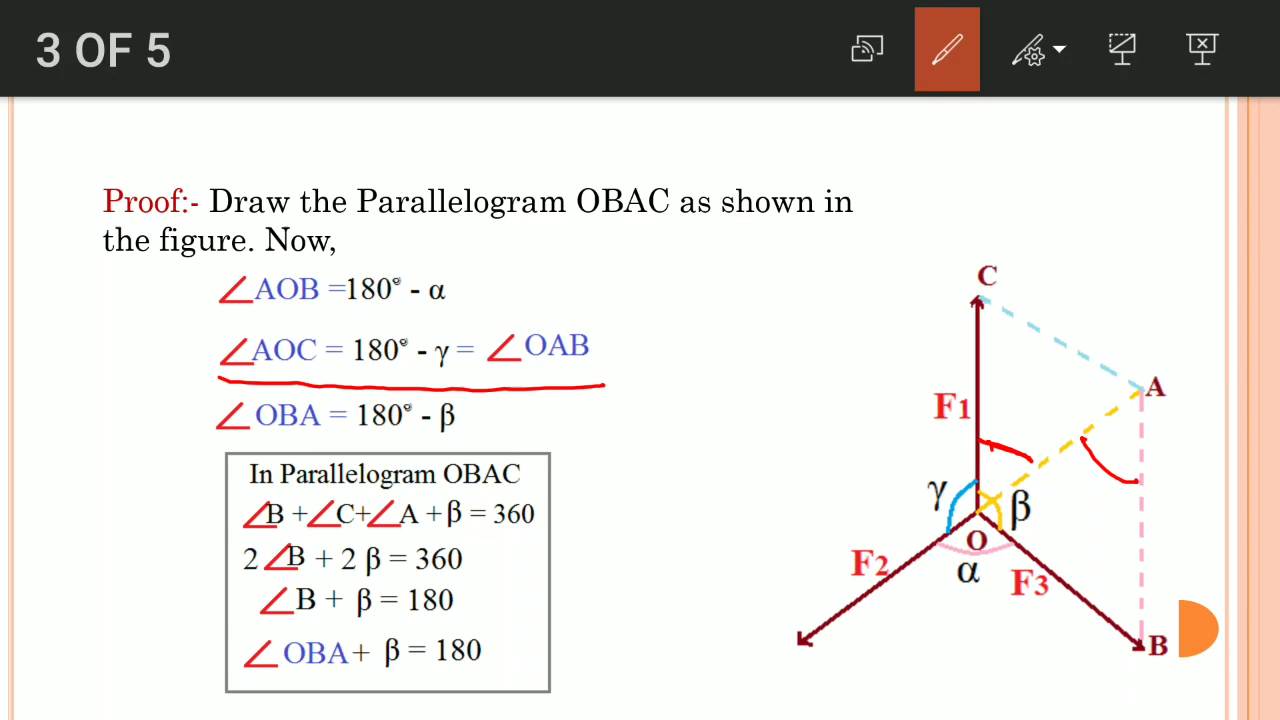 3 OF 5
Proof:- Draw the Parallelogram OBAC as shown in
the figure. Now,
∠AOB =180° - α
∠AOC = 180° - γ = ∠OAB
∠OBA = 180° - β
In Parallelogram OBAC
∠B +∠C+∠A +β = 360
2∠B + 2 β = 360
∠B + β = 180
∠OBA + β = 180
C
A
F1
γ
β
O
F2
α
F3
B